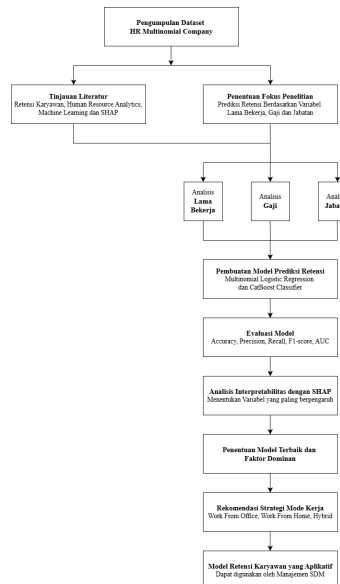 Pengumpulan Dataset
HR Multinomial Company
Tinjauan Literatur
Retensi Karyawan, Human Resource Analytics,
Machine Learning dan SHAP
Penentuan Fokus Penelitian
Prediksi Retensi Berdasarkan Variabel
Lama Bekerja, Gaji dan Jabatan
Analisis
Lama
Bekerja
Analisis
Gaji
Pembuatan Model Prediksi Retensi
Multinomial Logistic Regression
dan CatBoost Classifier
Evaluasi Model
Accuracy, Precision, Recall, F1-score, AUC
Analisis Interpretabilitas dengan SHAP
Menentukan Variabel yang paling berpengaruh
Penentuan Model Terbaik dan
Faktor Dominan
Rekomendasi Strategi Mode Kerja
Work From Office, Work From Home, Hybrid
Model Retensi Karyawan yang Aplikatif
Dapat digunakan oleh Manajemen SDM